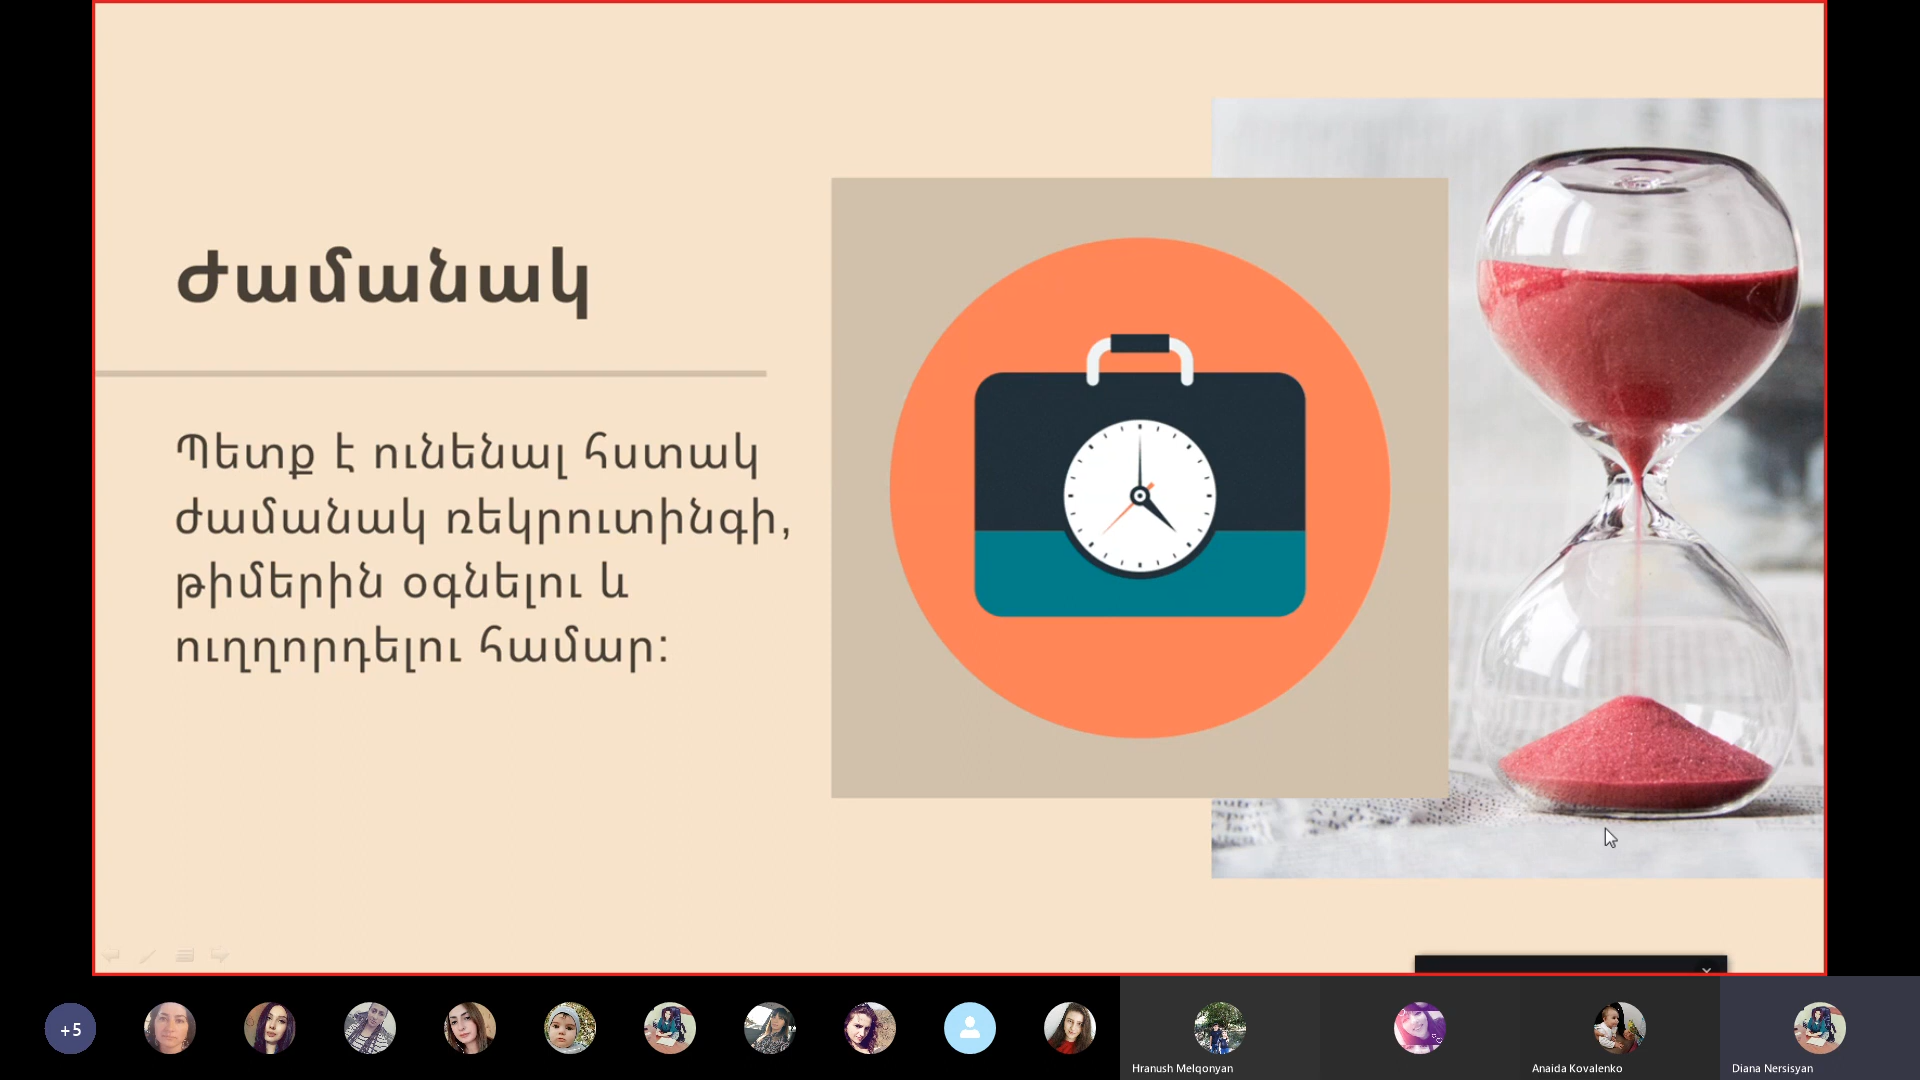 Ժամանակ
Պետք է ունենալ հստակ
ժամանակ ռեկրուտինգի,
թիմերին օգնելու և
ուղղորդելու համար:
+5
Hranush Melqonyan
Anaida Kovalenko
Diana Nersisyan